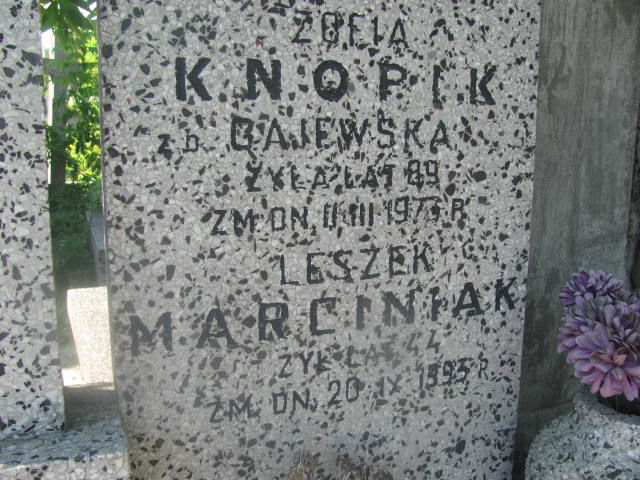 ZOFIA
KNOPIK
Z D. GAJEWSKA
ŻYŁA LAT 89
ZM. DN. 11 III 1973 R.
LESZEK
MARCINIAK
ŻYŁ LAT 44
ZM. DN. 20 IX 1993 R.